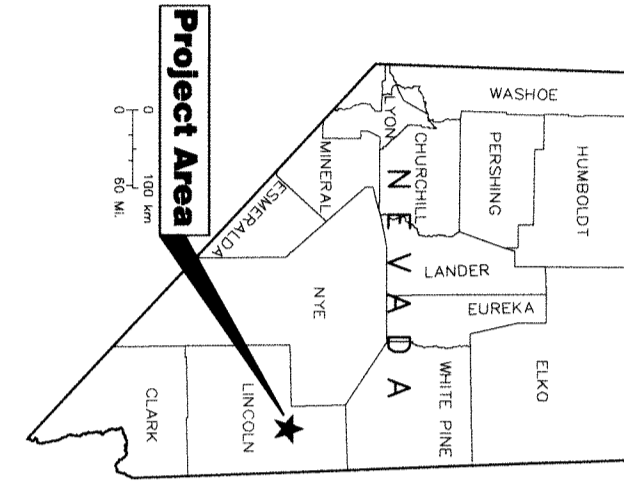 Project Area
0 100 km
0 60 Mi.
NEVADA
WASHOE
HUMBOLDT
PERSHING
LYON
CHURCHILL
MINERAL
ESMERALDA
LANDER
EUREKA
ELKO
NYE
WHITE PINE
LINCOLN
CLARK